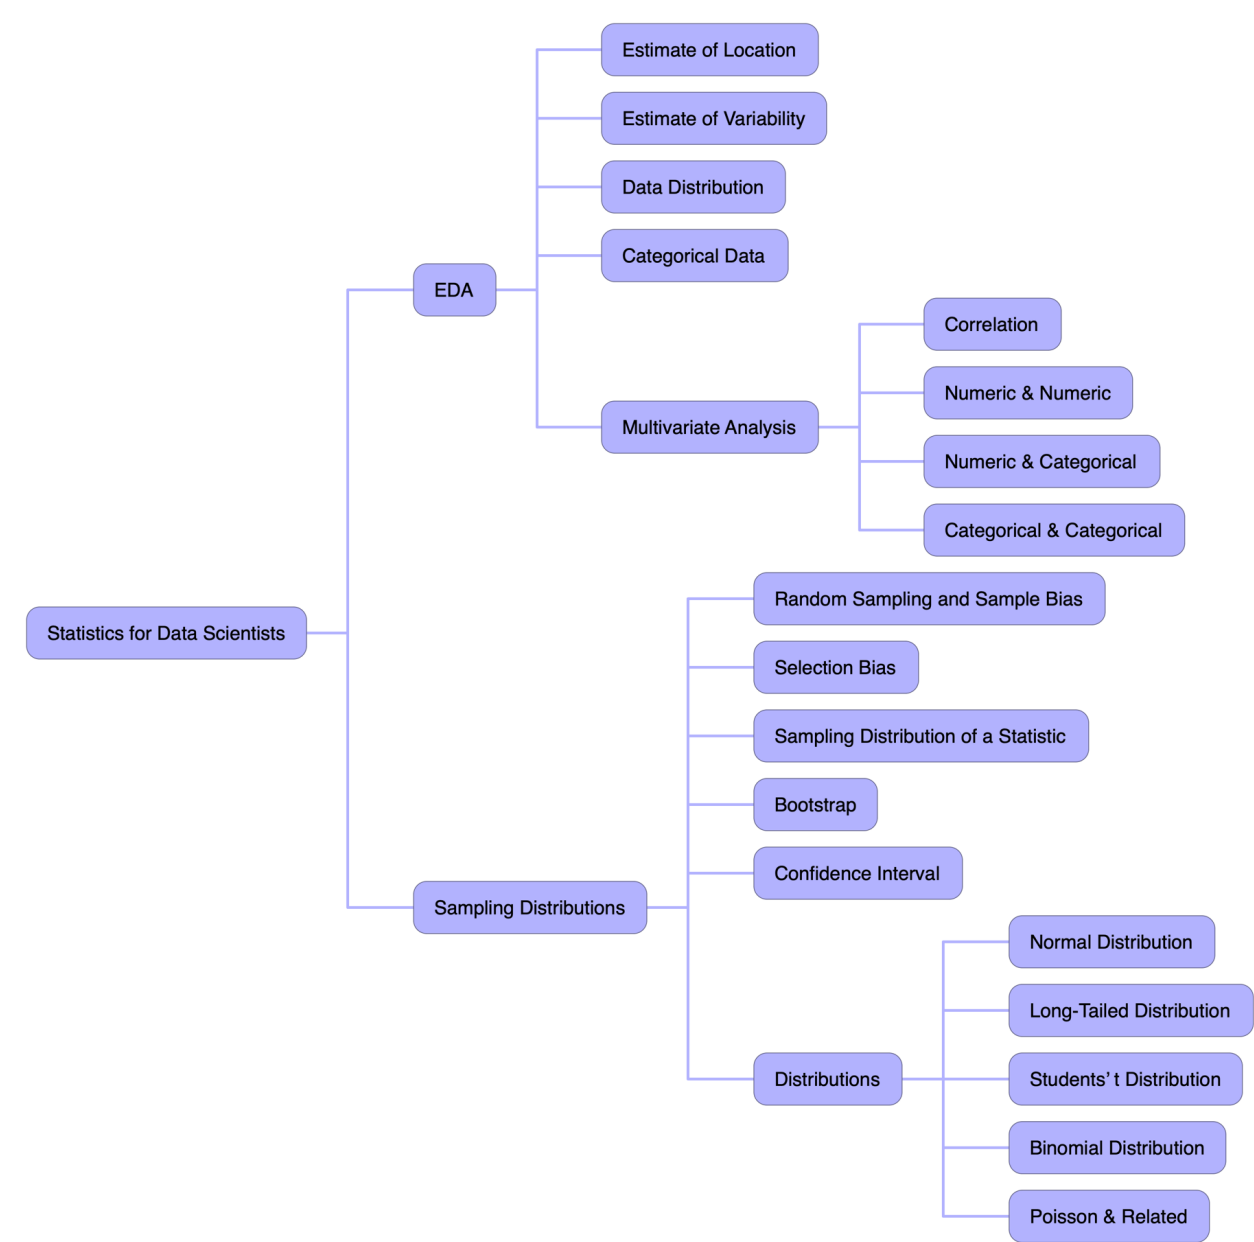 Statistics for Data Scientists
EDA
Estimate of Location
Estimate of Variability
Data Distribution
Categorical Data
Multivariate Analysis
Correlation
Numeric & Numeric
Numeric & Categorical
Categorical & Categorical
Sampling Distributions
Random Sampling and Sample Bias
Selection Bias
Sampling Distribution of a Statistic
Bootstrap
Confidence Interval
Distributions
Normal Distribution
Long-Tailed Distribution
Students’ t Distribution
Binomial Distribution
Poisson & Related